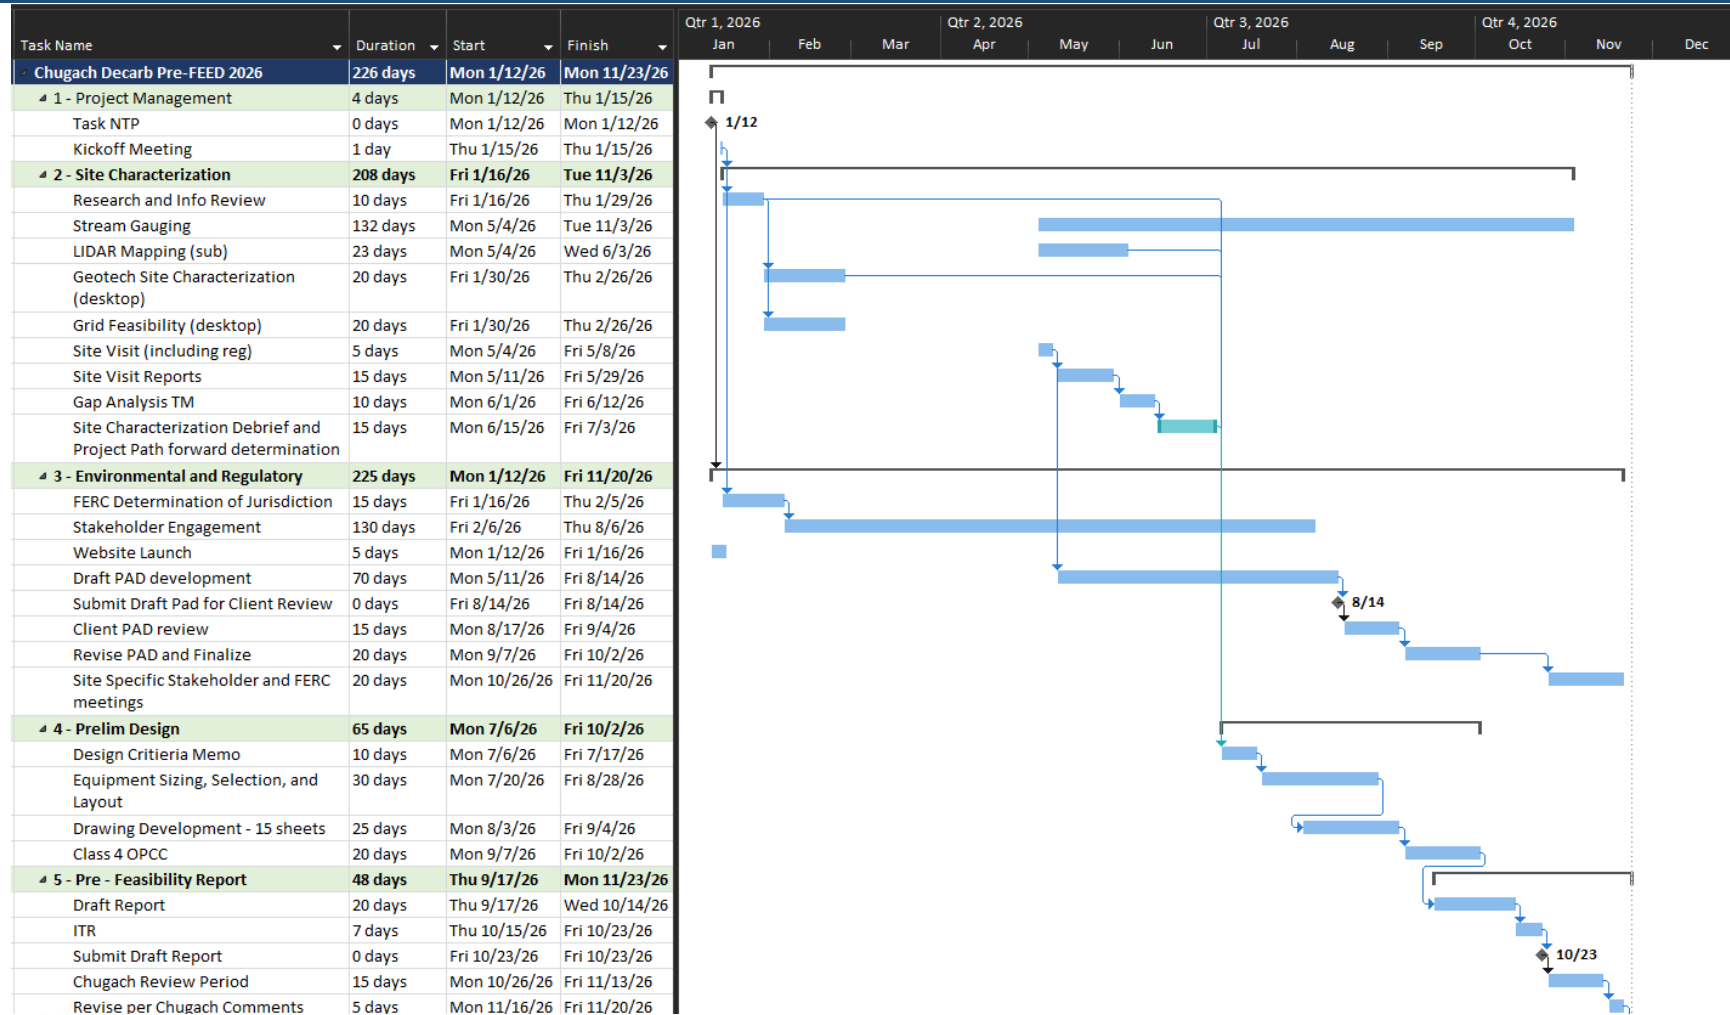 Qtr 1, 2026 Qtr 2, 2026 Qtr 3, 2026 Qtr 4, 2026
Task Name Duration Start Finish Jan Feb Mar Apr May Jun Jul Aug Sep Oct Nov Dec
Chugach Decarb Pre-FEED 2026 226 days Mon 1/12/26 Mon 11/23/26
1 - Project Management 4 days Mon 1/12/26 Thu 1/15/26
Task NTP 0 days Mon 1/12/26 Mon 1/12/26 1/12
Kickoff Meeting 1 day Thu 1/15/26 Thu 1/15/26
2 - Site Characterization 208 days Fri 1/16/26 Tue 11/3/26
Research and Info Review 10 days Fri 1/16/26 Thu 1/29/26
Stream Gauging 132 days Mon 5/4/26 Tue 11/3/26
LIDAR Mapping (sub) 23 days Mon 5/4/26 Wed 6/3/26
Geotech Site Characterization 20 days Fri 1/30/26 Thu 2/26/26
(desktop)
Grid Feasibility (desktop) 20 days Fri 1/30/26 Thu 2/26/26
Site Visit (including reg) 5 days Mon 5/4/26 Fri 5/8/26
Site Visit Reports 15 days Mon 5/11/26 Fri 5/29/26
Gap Analysis TM 10 days Mon 6/1/26 Fri 6/12/26
Site Characterization Debrief and 15 days Mon 6/15/26 Fri 7/3/26
Project Path forward determination
3 - Environmental and Regulatory 225 days Mon 1/12/26 Fri 11/20/26
FERC Determination of Jurisdiction 15 days Fri 1/16/26 Thu 2/5/26
Stakeholder Engagement 130 days Fri 2/6/26 Thu 8/6/26
Website Launch 5 days Mon 1/12/26 Fri 1/16/26
Draft PAD development 70 days Mon 5/11/26 Fri 8/14/26
Submit Draft Pad for Client Review 0 days Fri 8/14/26 Fri 8/14/26 8/14
Client PAD review 15 days Mon 8/17/26 Fri 9/4/26
Revise PAD and Finalize 20 days Mon 9/7/26 Fri 10/2/26
Site Specific Stakeholder and FERC 20 days Mon 10/26/26 Fri 11/20/26
meetings
4 - Prelim Design 65 days Mon 7/6/26 Fri 10/2/26
Design Critieria Memo 10 days Mon 7/6/26 Fri 7/17/26
Equipment Sizing, Selection, and 30 days Mon 7/20/26 Fri 8/28/26
Layout
Drawing Development - 15 sheets 25 days Mon 8/3/26 Fri 9/4/26
Class 4 OPCC 20 days Mon 9/7/26 Fri 10/2/26
5 - Pre - Feasibility Report 48 days Thu 9/17/26 Mon 11/23/26
Draft Report 20 days Thu 9/17/26 Wed 10/14/26
ITR 7 days Thu 10/15/26 Fri 10/23/26
Submit Draft Report 0 days Fri 10/23/26 Fri 10/23/26 10/23
Chugach Review Period 15 days Mon 10/26/26 Fri 11/13/26
Revise per Chugach Comments 5 days Mon 11/16/26 Fri 11/20/26